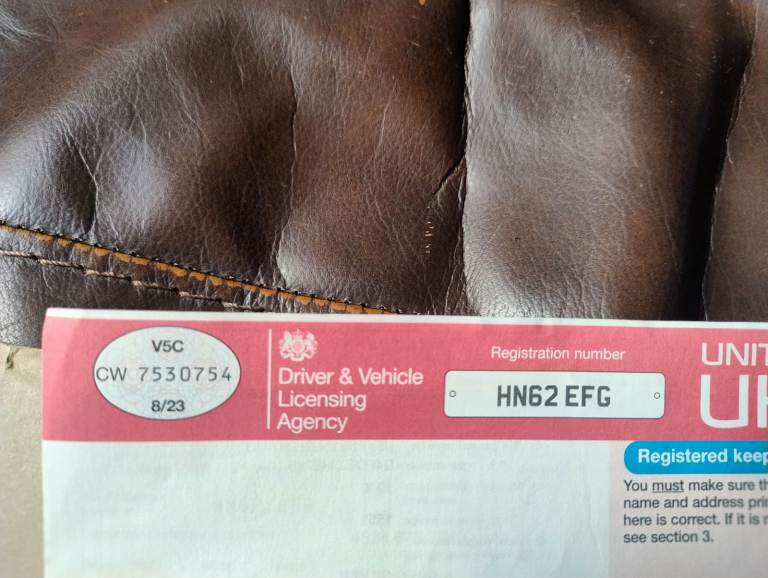 V5C
CW 7530754
8/23
Driver & Vehicle
Licensing
Agency
Registration number
HN62 EFG
UNIT
UK
Registered keep
You must make sure th
name and address prin
here is correct. If it is n
see section 3.